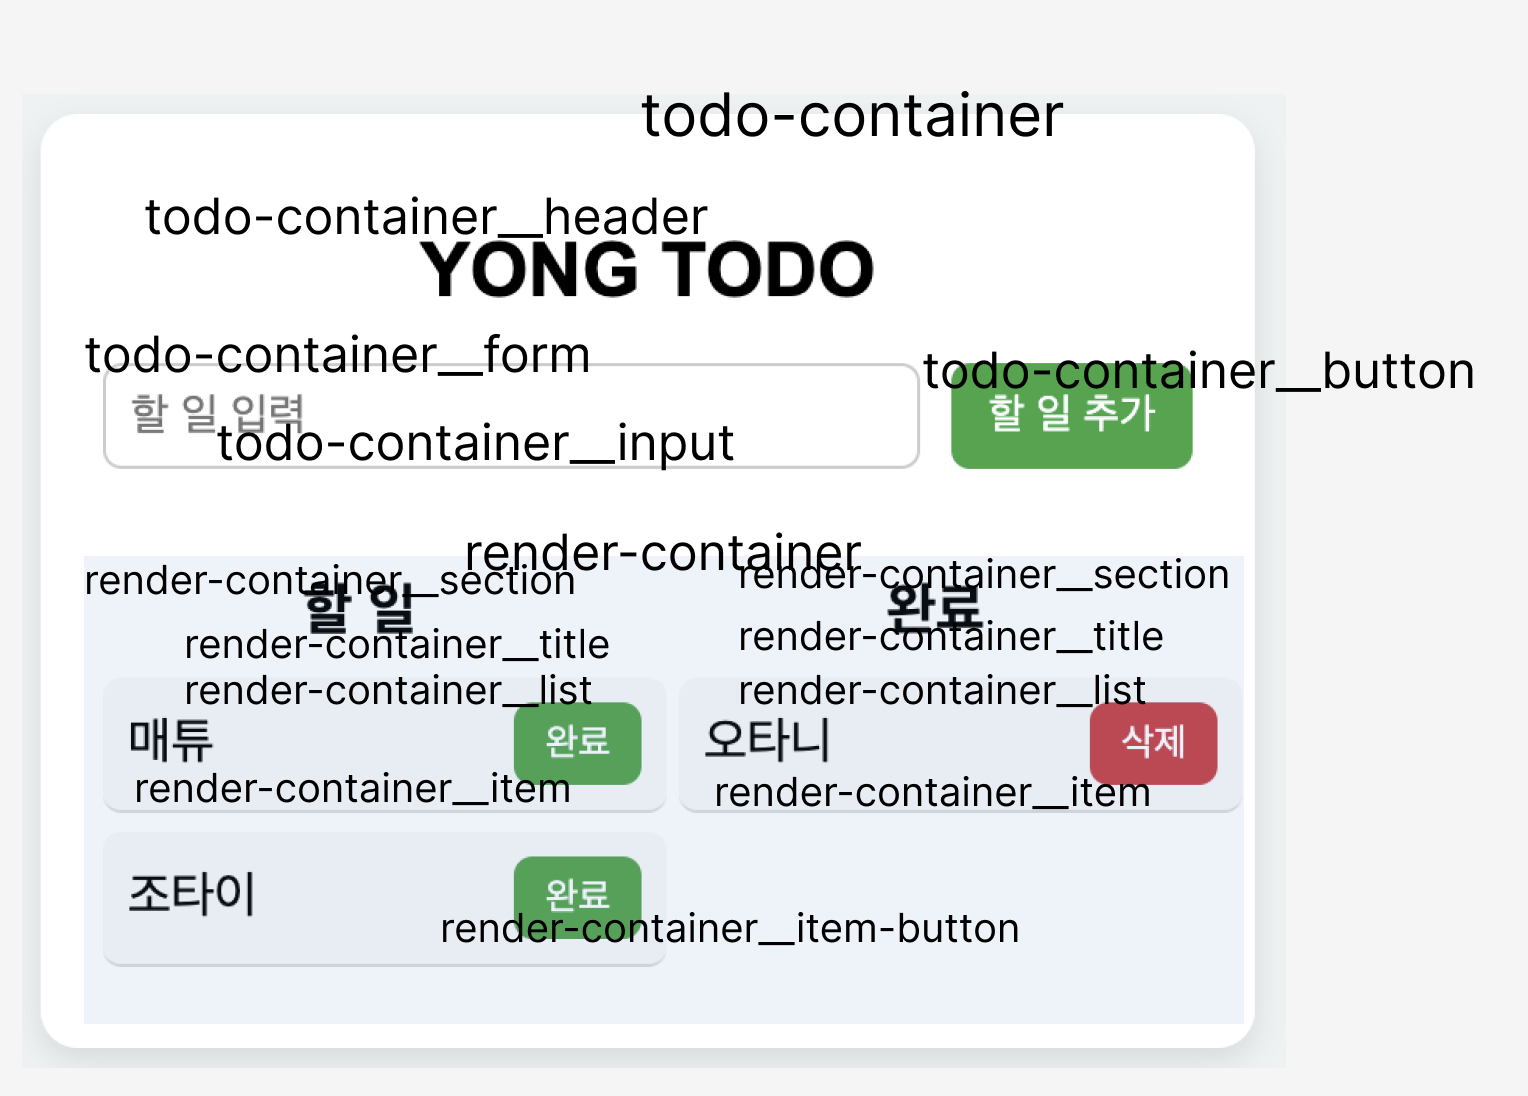 todo-container
todo-container__header
YONG TODO
todo-container__form
todo-container__button
할 일 입력
할 일 추가
todo-container__input
render-container
render-container__section
render-container__section
할 일
완료
render-container__title
render-container__title
render-container__list
render-container__list
매튜
완료
오타니
삭제
render-container__item
render-container__item
조타이
완료
render-container__item-button